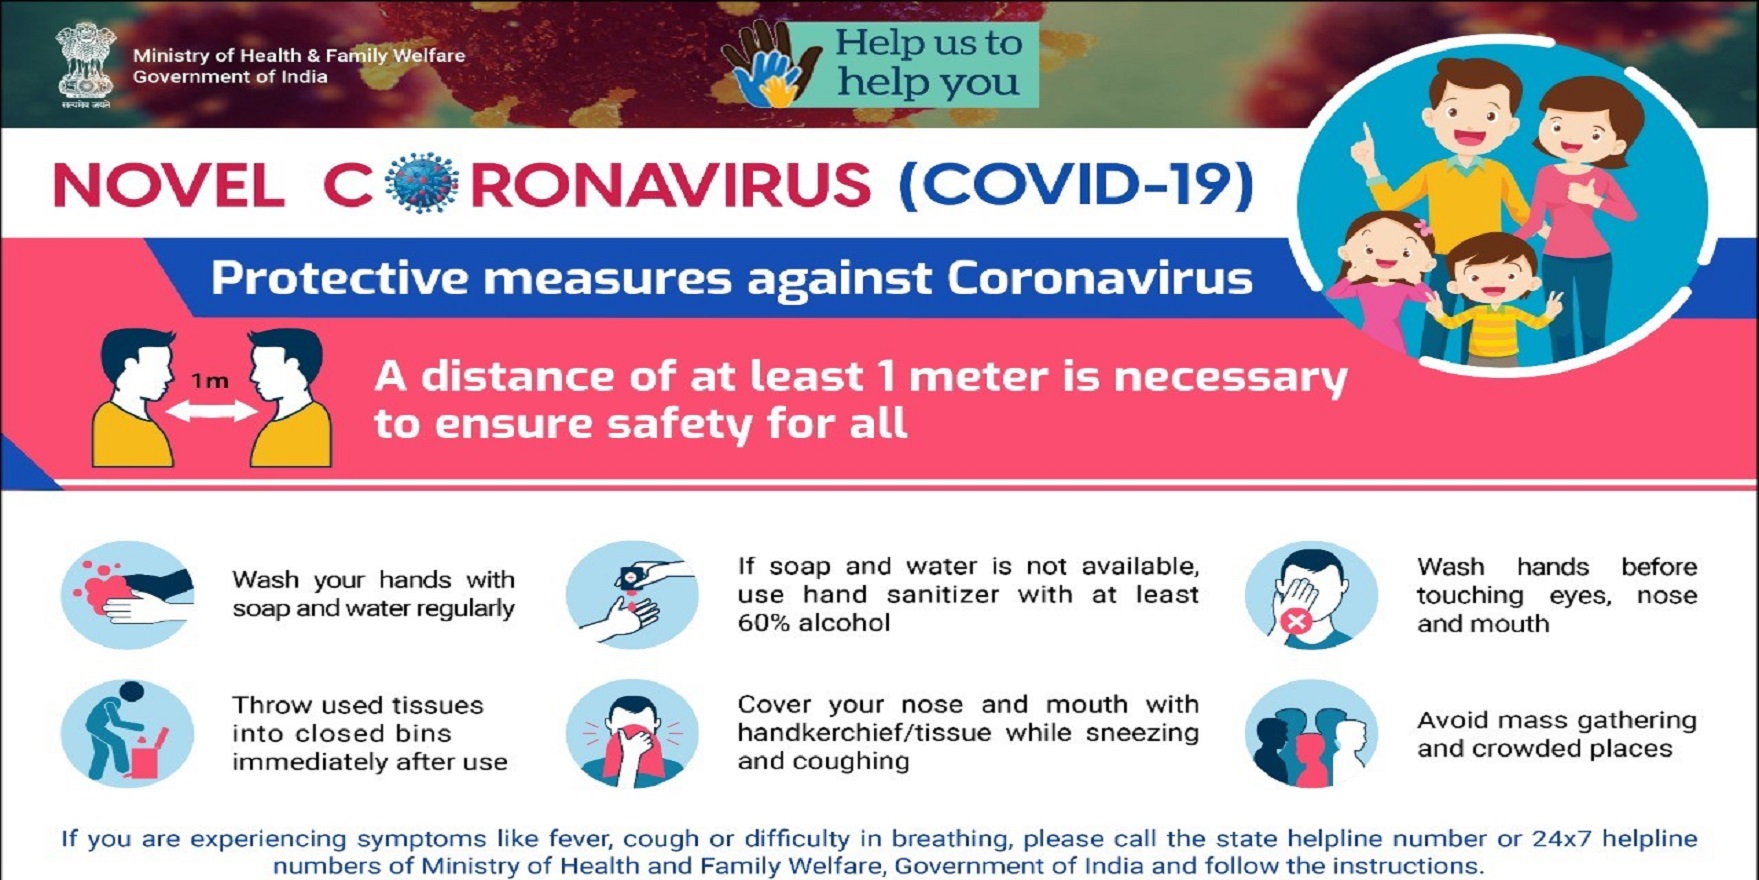 सत्यमेव जयते
Ministry of Health & Family Welfare
Government of India
Help us to
help you
NOVEL CORONAVIRUS (COVID-19)
Protective measures against Coronavirus
1m
A distance of at least 1 meter is necessary
to ensure safety for all
Wash your hands with
soap and water regularly
If soap and water is not available,
use hand sanitizer with at least
60% alcohol
Wash hands before
touching eyes, nose
and mouth
Throw used tissues
into closed bins
immediately after use
Cover your nose and mouth with
handkerchief/tissue while sneezing
and coughing
Avoid mass gathering
and crowded places
If you are experiencing symptoms like fever, cough or difficulty in breathing, please call the state helpline number or 24x7 helpline
numbers of Ministry of Health and Family Welfare, Government of India and follow the instructions.